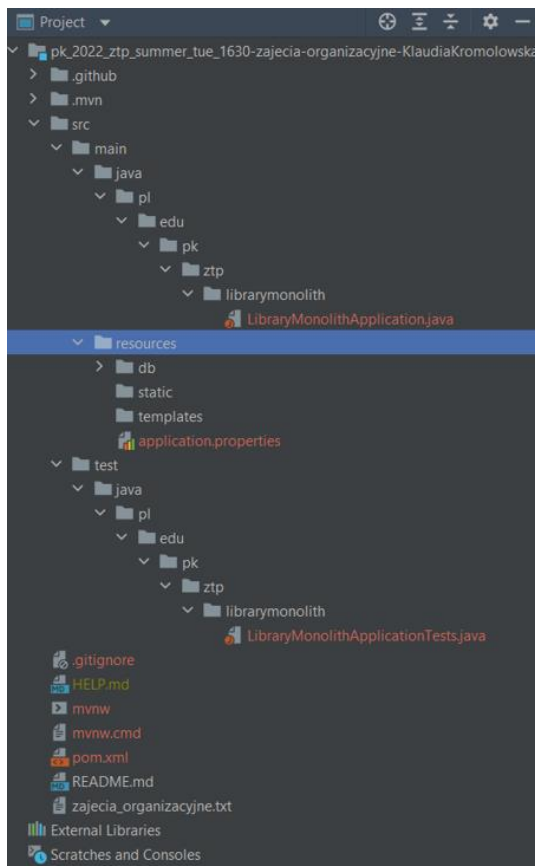 Project
pk_2022_ztp_summer_tue_1630-zajecia-organizacyjne-KlaudiaKromolowska
.github
.mvn
src
main
java
pl
edu
pk
ztp
librarymonolith
LibraryMonolithApplication.java
resources
db
static
templates
application.properties
test
java
pl
edu
pk
ztp
librarymonolith
LibraryMonolithApplicationTests.java
.gitignore
HELP.md
mvnw
mvnw.cmd
pom.xml
README.md
zajecia_organizacyjne.txt
External Libraries
Scratches and Consoles